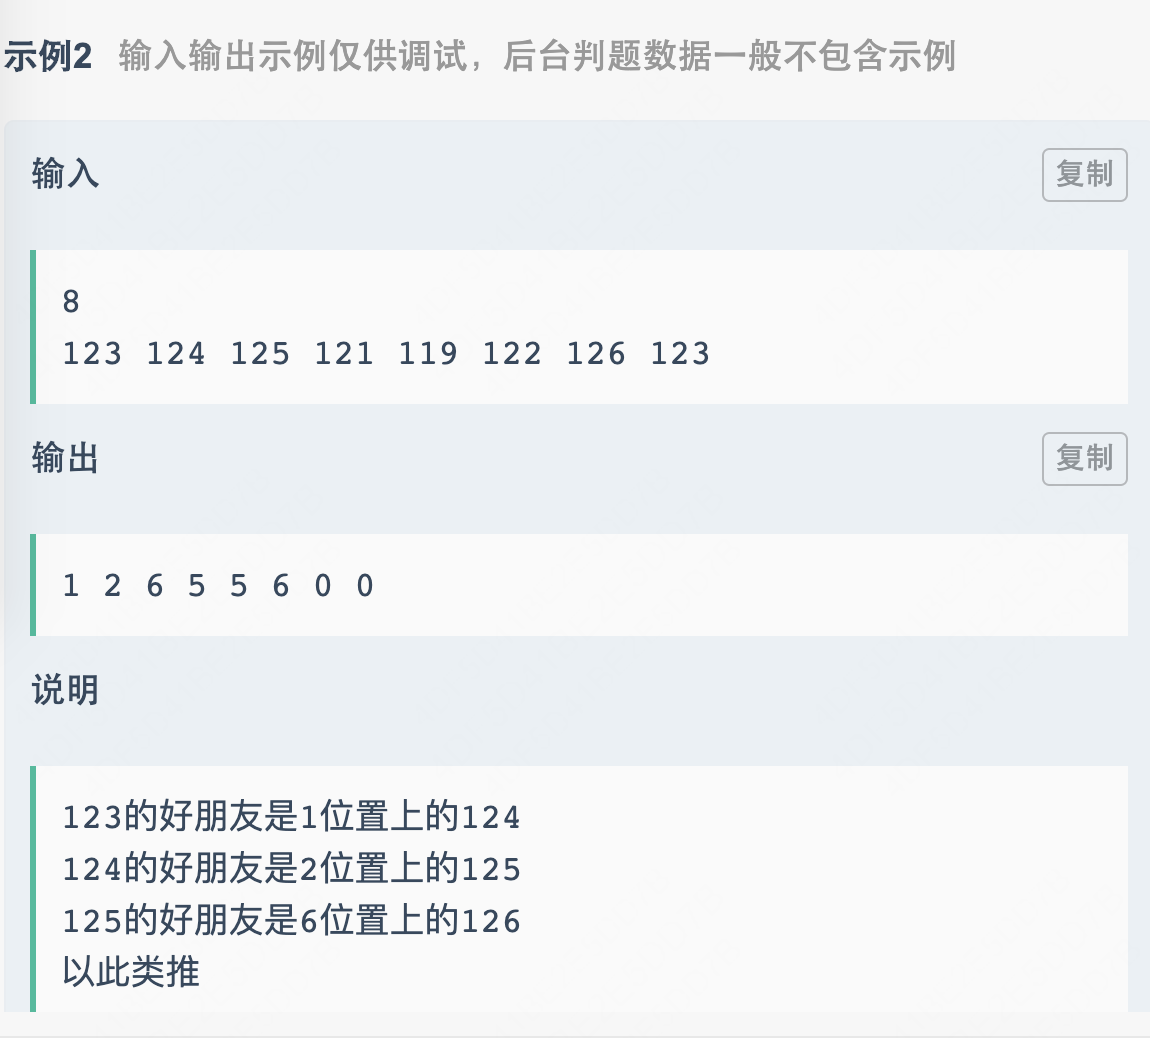 示例2 输入输出示例仅供调试，后台判题数据一般不包含示例
输入
复制
8
123 124 125 121 119 122 126 123
输出
复制
1 2 6 5 5 6 0 0
说明
123的好朋友是1位置上的124
124的好朋友是2位置上的125
125的好朋友是6位置上的126
以此类推